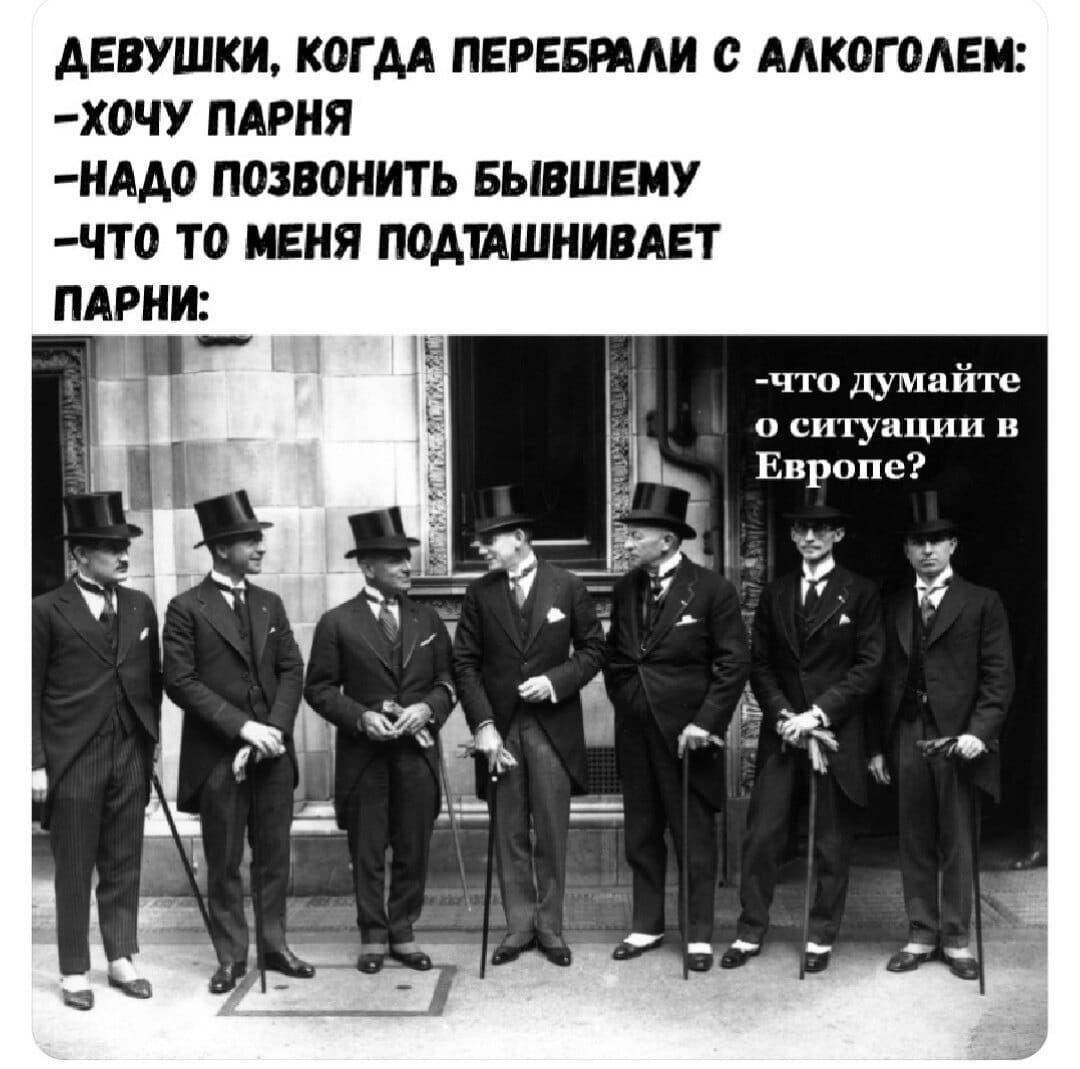 ДЕВУШКИ, КОГДА ПЕРЕБРАЛИ С АЛКОГОЛЕМ:
-ХОЧУ ПАРНЯ
-НАДО ПОЗВОНИТЬ БЫВШЕМУ
-ЧТО ТО МЕНЯ ПОДТАШНИВАЕТ
ПАРНИ:
-что думайте
о ситуации в
Европе?